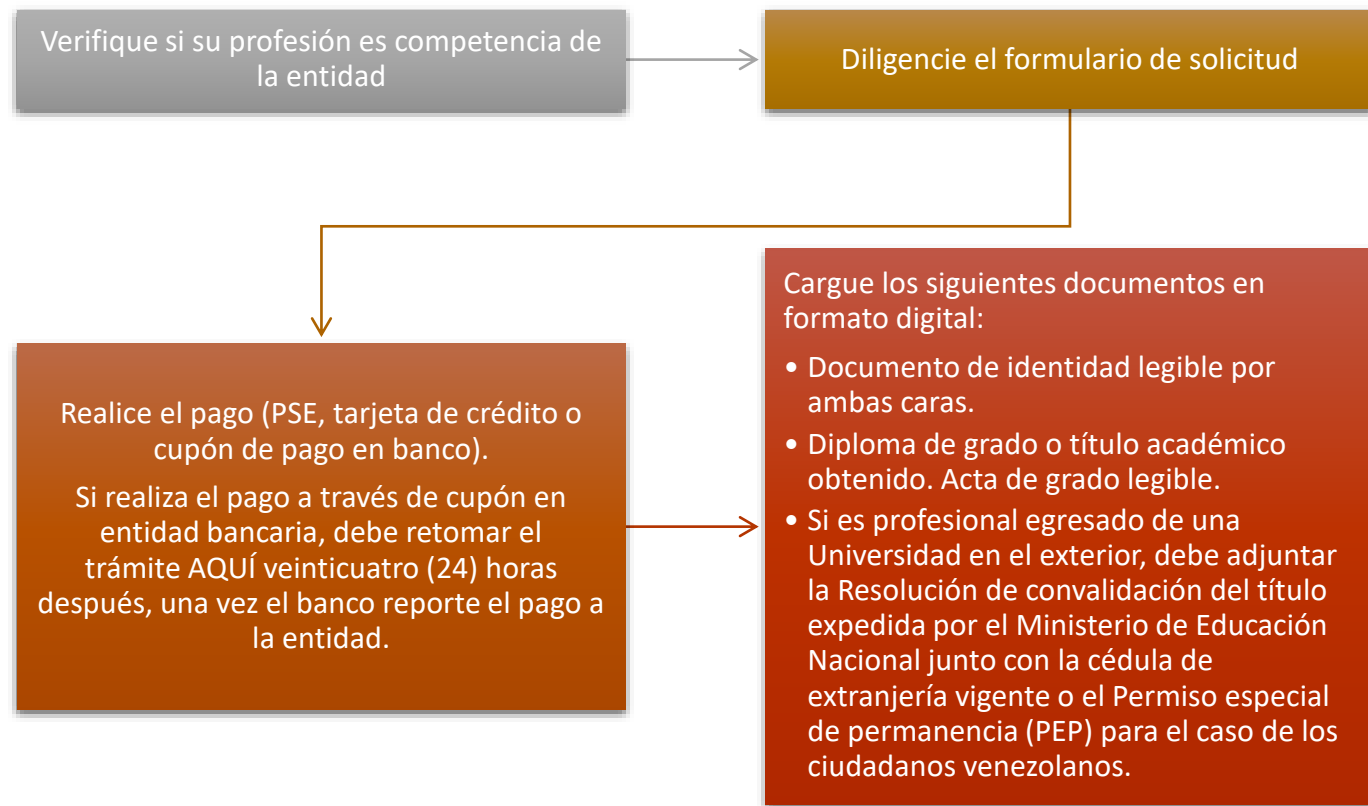 Verifique si su profesión es competencia de
la entidad
Diligencie el formulario de solicitud
Realice el pago (PSE, tarjeta de crédito o
cupón de pago en banco).
Si realiza el pago a través de cupón en
entidad bancaria, debe retomar el
trámite AQUÍ veinticuatro (24) horas
después, una vez el banco reporte el pago a
la entidad.
Cargue los siguientes documentos en
formato digital:
• Documento de identidad legible por
ambas caras.
• Diploma de grado o título académico
obtenido. Acta de grado legible.
• Si es profesional egresado de una
Universidad en el exterior, debe adjuntar
la Resolución de convalidación del título
expedida por el Ministerio de Educación
Nacional junto con la cédula de
extranjería vigente o el Permiso especial
de permanencia (PEP) para el caso de los
ciudadanos venezolanos.